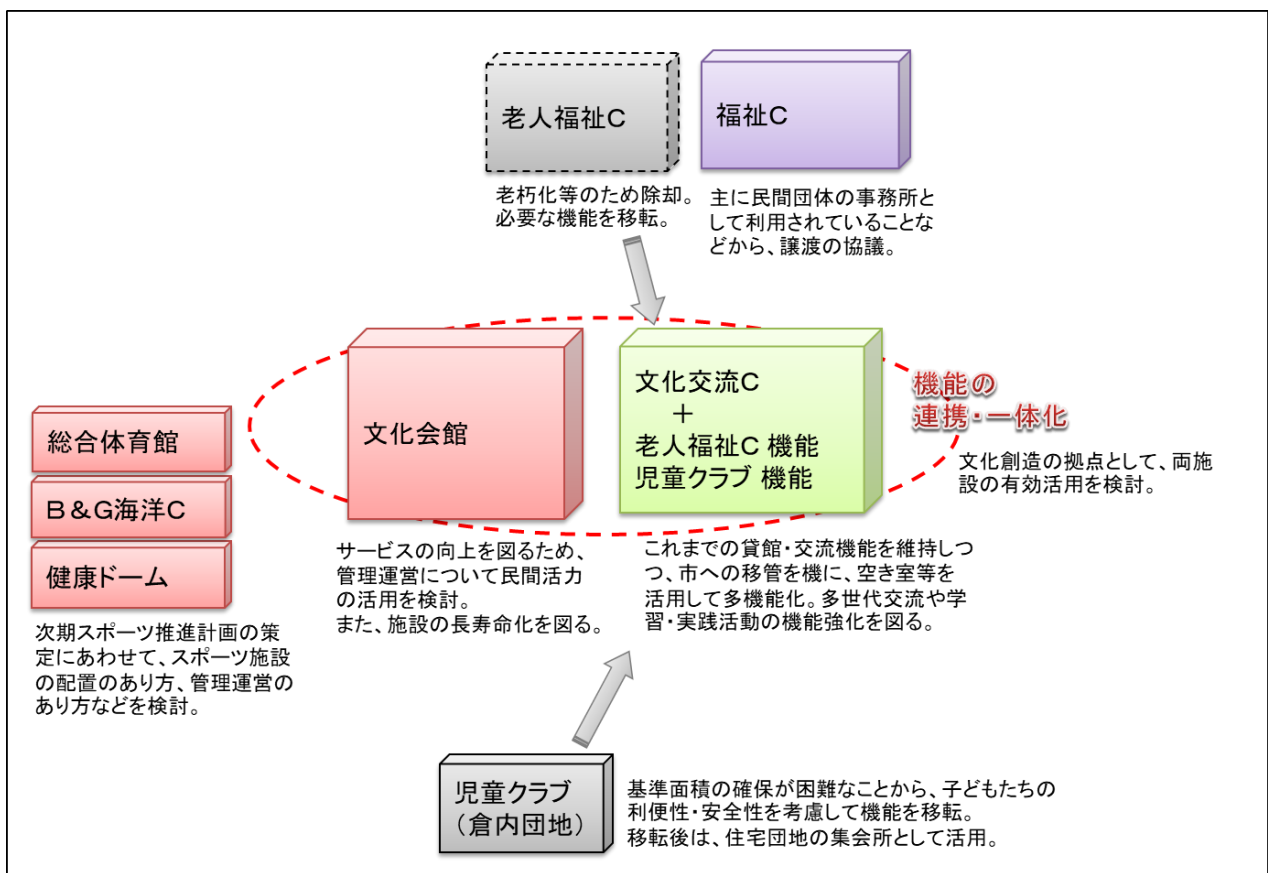 老人福祉C
福祉C
老朽化等のため除却。
必要な機能を移転。
主に民間団体の事務所と
して利用されていることな
どから、譲渡の協議。
文化会館
文化交流C
＋
老人福祉C 機能
児童クラブ 機能
機能の
連携・一体化
文化創造の拠点として、両施
設の有効活用を検討。
総合体育館
B＆G海洋C
健康ドーム
次期スポーツ推進計画の策
定にあわせて、スポーツ施設
の配置のあり方、管理運営の
あり方などを検討。
サービスの向上を図るため、
管理運営について民間活力
の活用を検討。
また、施設の長寿命化を図る。
これまでの貸館・交流機能を維持しつ
つ、市への移管を機に、空き室等を
活用して多機能化。多世代交流や学
習・実践活動の機能強化を図る。
児童クラブ
（倉内団地）
基準面積の確保が困難なことから、子どもたちの
利便性・安全性を考慮して機能を移転。
移転後は、住宅団地の集会所として活用。